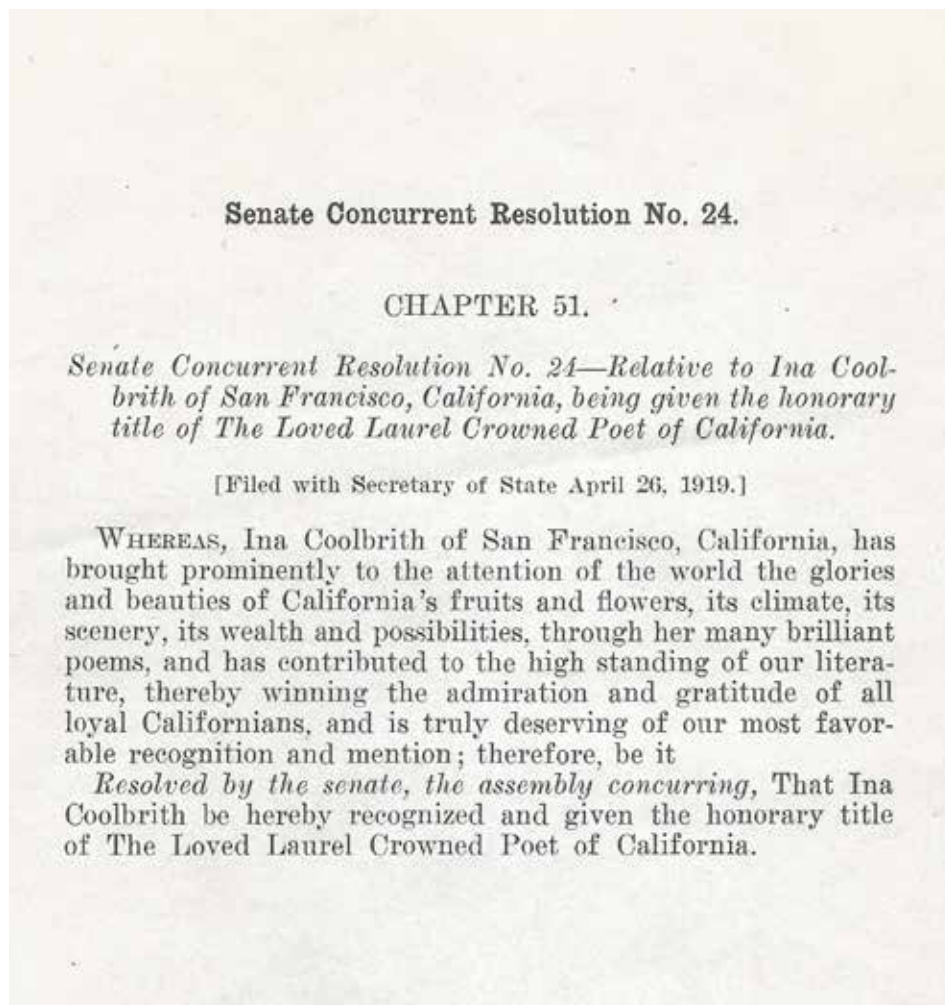 Senate Concurrent Resolution No. 24.
CHAPTER 51.
Senate Concurrent Resolution No. 24—Relative to Ina Cool-
brith of San Francisco, California, being given the honorary
title of The Loved Laurel Crowned Poet of California.
[Filed with Secretary of State April 26, 1919.]
WHEREAS, Ina Coolbrith of San Francisco, California, has
brought prominently to the attention of the world the glories
and beauties of California's fruits and flowers, its climate, its
scenery, its wealth and possibilities, through her many brilliant
poems, and has contributed to the high standing of our litera-
ture, thereby winning the admiration and gratitude of all
loyal Californians, and is truly deserving of our most favor-
able recognition and mention; therefore, be it
Resolved by the senate, the assembly concurring, That Ina
Coolbrith be hereby recognized and given the honorary title
of The Loved Laurel Crowned Poet of California.